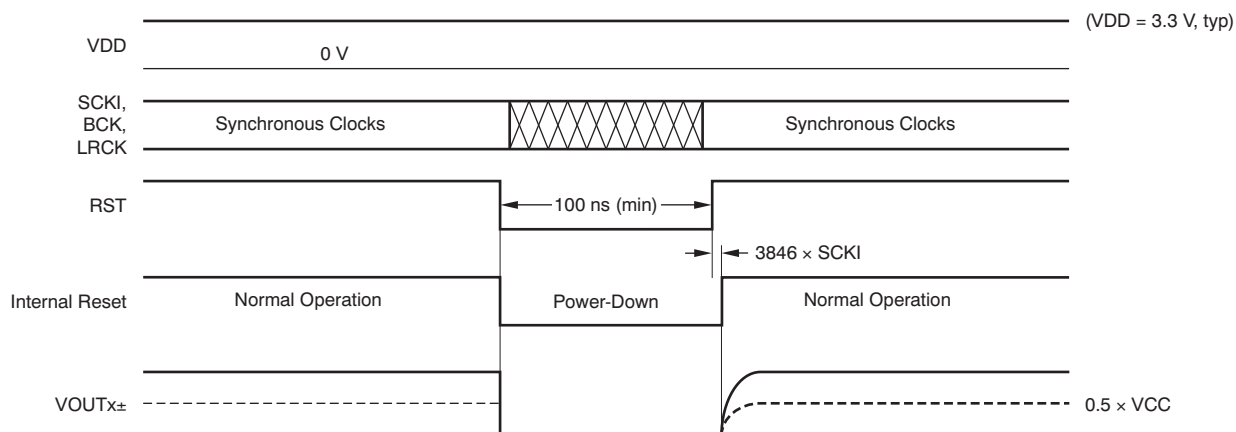 (VDD = 3.3 V, typ)
VDD
0 V
SCKI,
BCK,
LRCK
Synchronous Clocks
Synchronous Clocks
RST
100 ns (min)
3846 × SCKI
Internal Reset
Normal Operation
Power-Down
Normal Operation
VOUTx±
0.5 × VCC